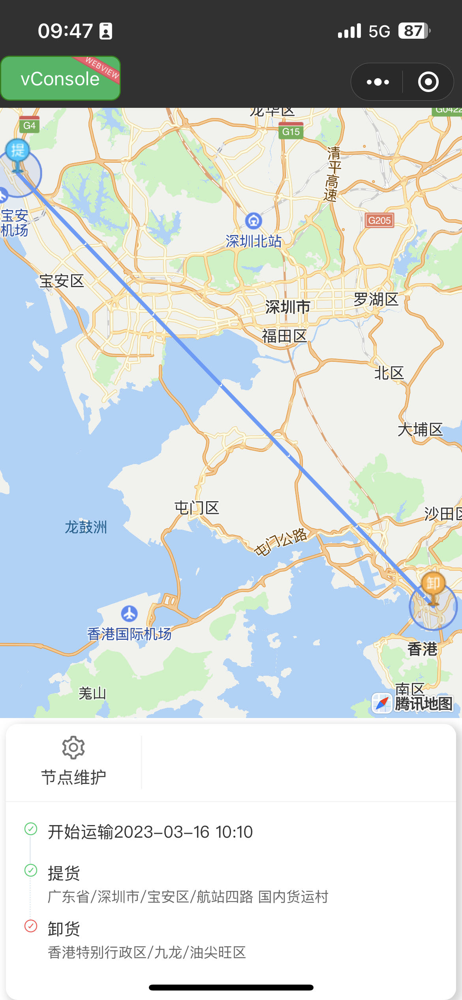 09:47
5G
87
vConsole
WEBVIEW
龙华区
G0422
G4
G15
提
清平高速
G205
宝安
机场
深圳北站
宝安区
罗湖区
深圳市
福田区
北区
大埔区
屯门区
沙田区
龙鼓洲
屯门公路
卸
香港国际机场
香港
南区
羗山
腾讯地图
节点维护
开始运输2023-03-16 10:10
提货
广东省/深圳市/宝安区/航站四路 国内货运村
卸货
香港特别行政区/九龙/油尖旺区